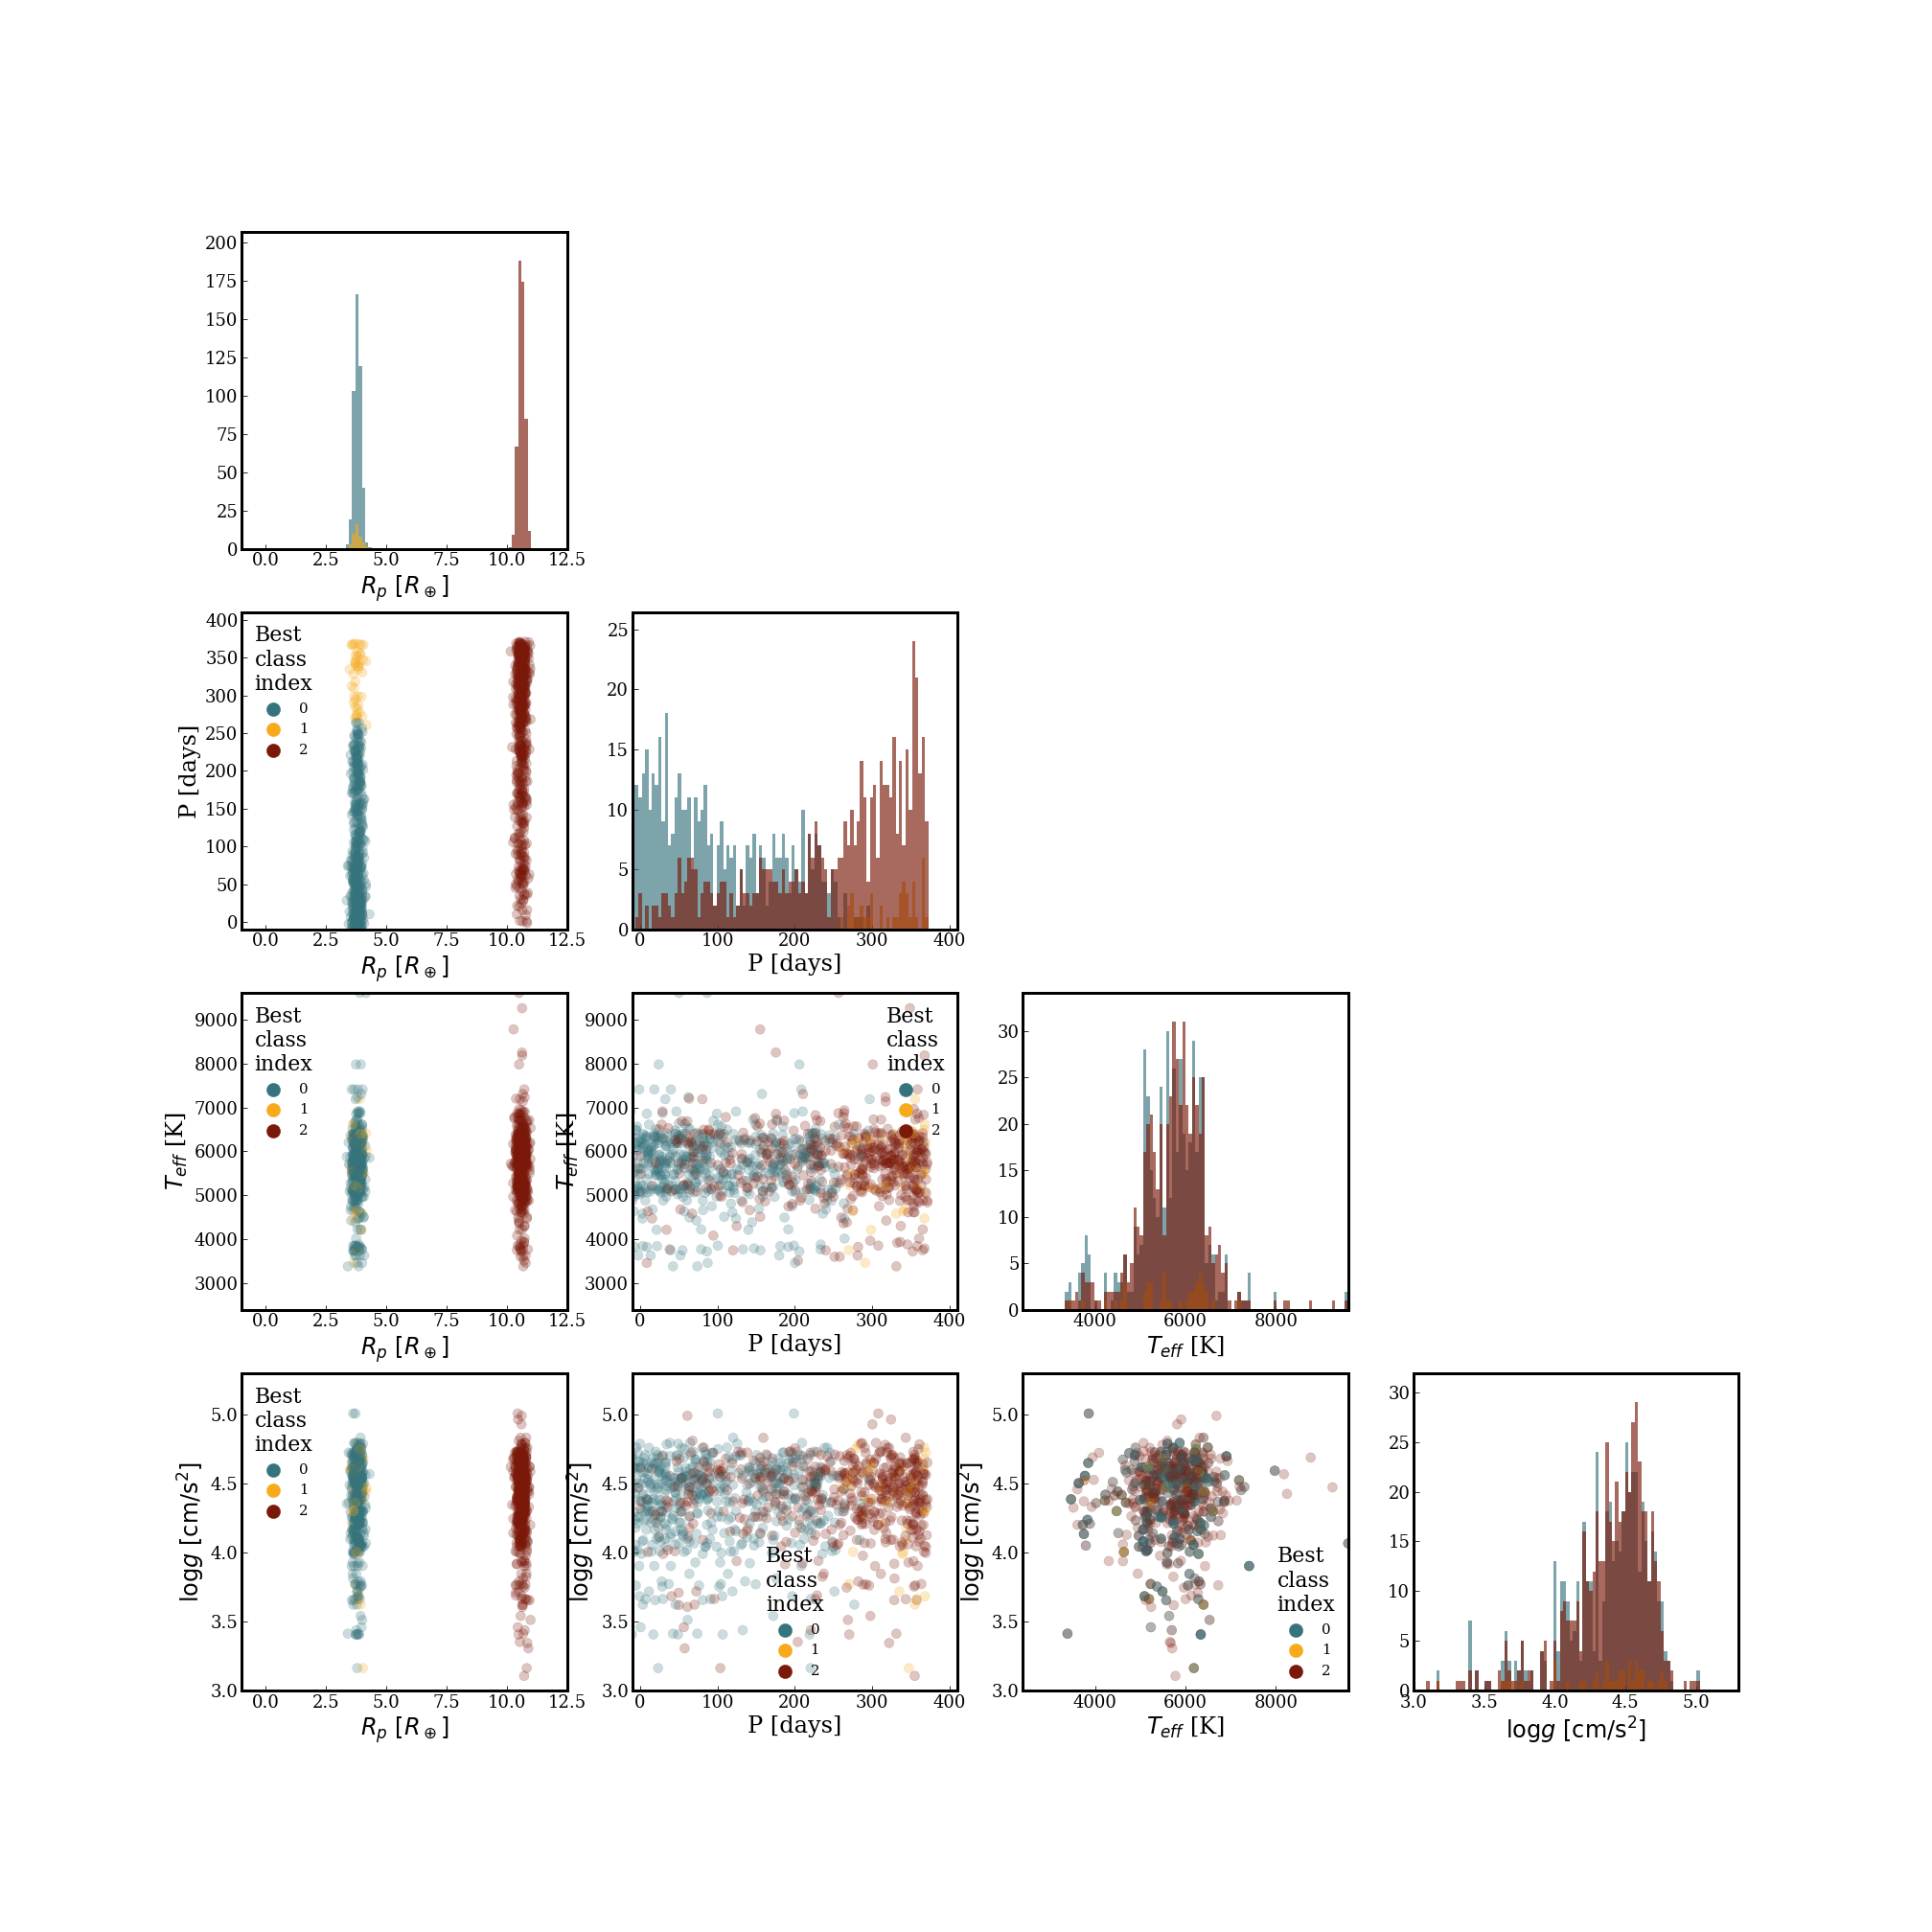 200
175
150
125
100
75
50
25
0
0.0 2.5 5.0 7.5 10.0 12.5
R_p [R_⊕]
400
350
300
250
200
150
100
50
0
P [days]
Best
class
index
0
1
2
0.0 2.5 5.0 7.5 10.0 12.5
R_p [R_⊕]
25
20
15
10
5
0
0 100 200 300 400
P [days]
9000
8000
7000
6000
5000
4000
3000
T_eff [K]
Best
class
index
0
1
2
0.0 2.5 5.0 7.5 10.0 12.5
R_p [R_⊕]
9000
8000
7000
6000
5000
4000
3000
T_eff [K]
Best
class
index
0
1
2
0 100 200 300 400
P [days]
30
25
20
15
10
5
0
4000 6000 8000
T_eff [K]
5.0
4.5
4.0
3.5
3.0
logg [cm/s²]
Best
class
index
0
1
2
0.0 2.5 5.0 7.5 10.0 12.5
R_p [R_⊕]
5.0
4.5
4.0
3.5
3.0
logg [cm/s²]
Best
class
index
0
1
2
0 100 200 300 400
P [days]
5.0
4.5
4.0
3.5
3.0
logg [cm/s²]
Best
class
index
0
1
2
4000 6000 8000
T_eff [K]
30
25
20
15
10
5
0
3.0 3.5 4.0 4.5 5.0
logg [cm/s²]